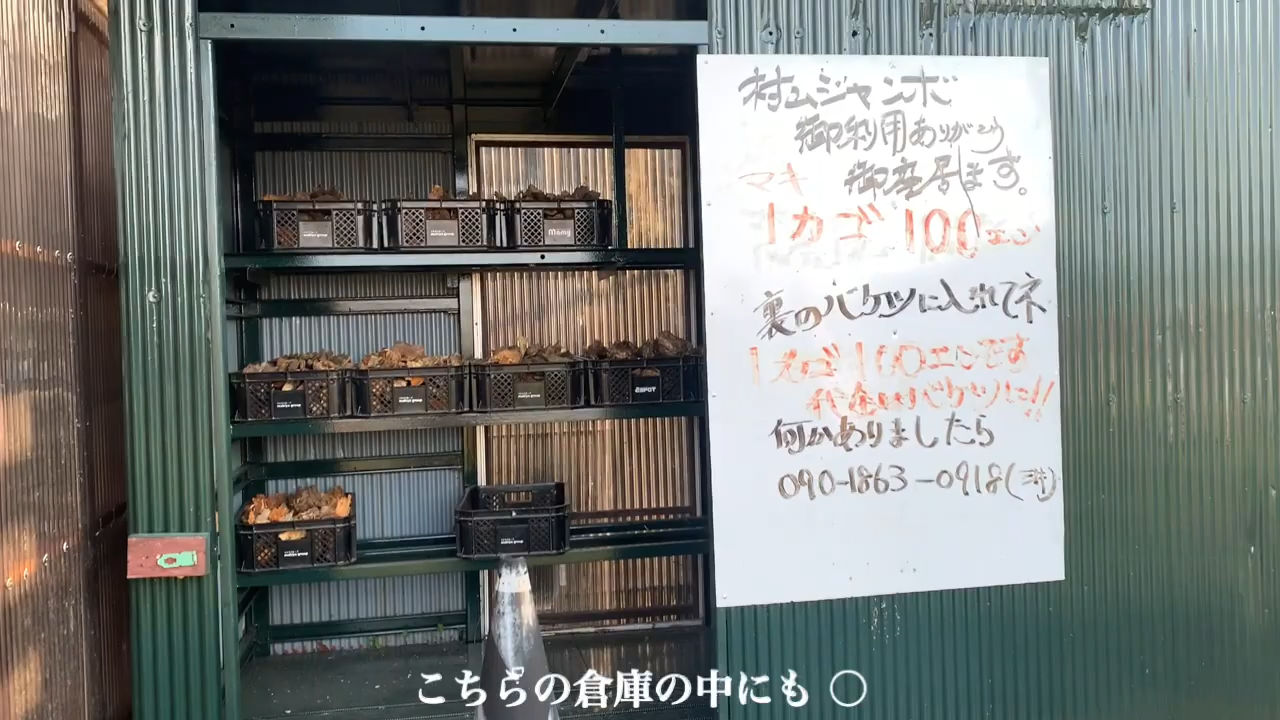 村ムジャンボ
御利用ありがとう
マキ 御座居ます。
1カゴ 100エン
裏のバケツに入れてネ
1カゴ 100エンです
代金はバケツに!!
何かありましたら
090-1863-0918
こちらの倉庫の中にも ○